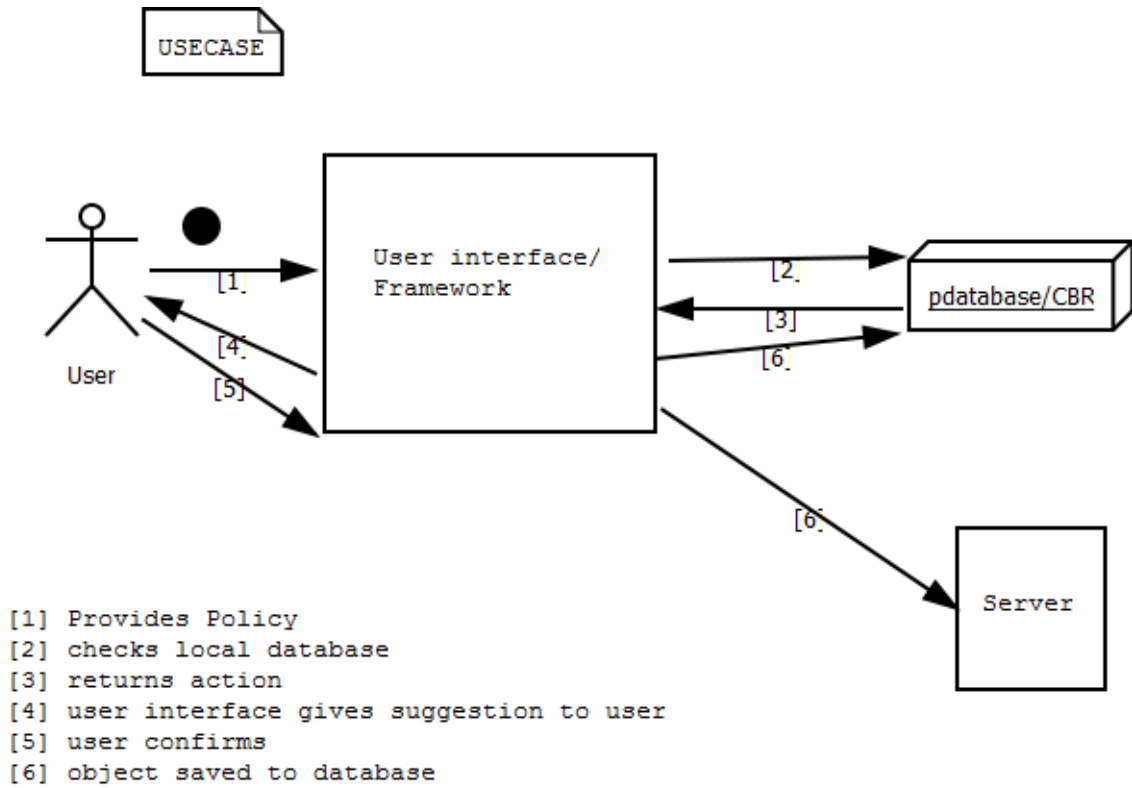 USECASE
User interface/
Framework
[1]
[2]
pdatabase/CBR
[3]
[4]
[6]
User
[5]
[6]
Server
[1] Provides Policy
[2] checks local database
[3] returns action
[4] user interface gives suggestion to user
[5] user confirms
[6] object saved to database